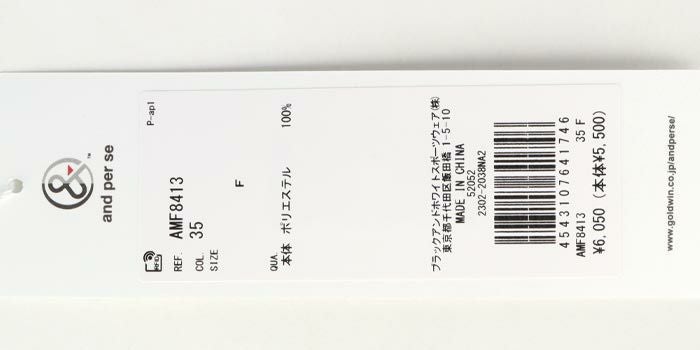 and per se
TM
P-apl
REF. AMF8413
COL. 35
SIZE
F
QUA.
本体 ポリエステル 100%
ブラックアンドホワイトスポーツウェア(株)
東京都千代田区飯田橋 1-5-10
MADE IN CHINA
52052
2302-2038NA2
4543107641746
AMF8413 35 F
¥6,050 (本体¥5,500)
www.goldwin.co.jp/andperse/